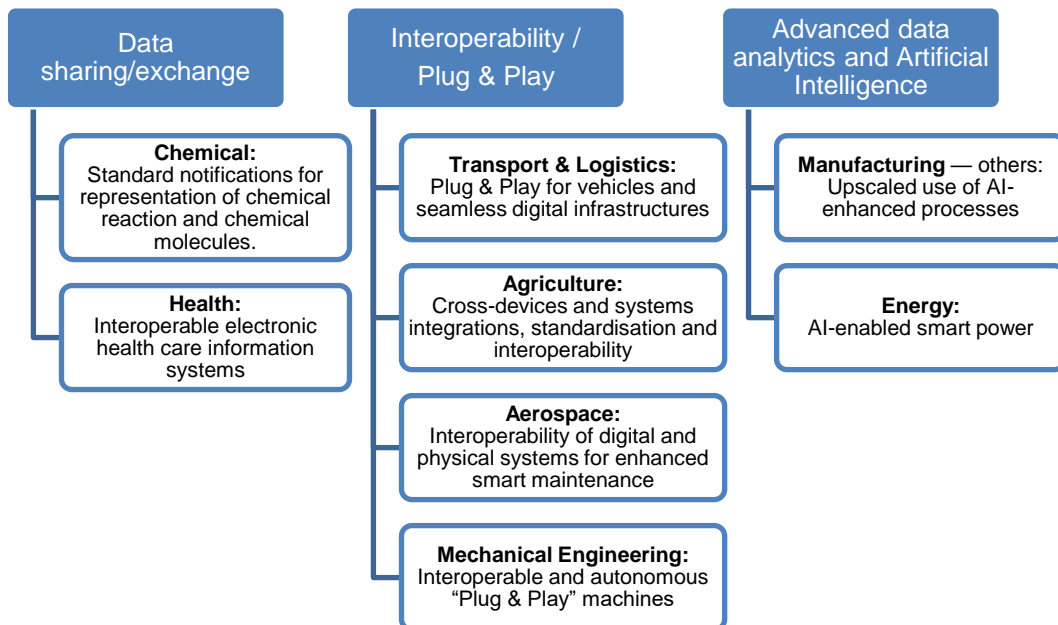 Data
sharing/exchange
Chemical:
Standard notifications for
representation of chemical
reaction and chemical
molecules.
Health:
Interoperable electronic
health care information
systems
Interoperability /
Plug & Play
Transport & Logistics:
Plug & Play for vehicles and
seamless digital infrastructures
Agriculture:
Cross-devices and systems
integrations, standardisation and
interoperability
Aerospace:
Interoperability of digital and
physical systems for enhanced
smart maintenance
Mechanical Engineering:
Interoperable and autonomous
“Plug & Play” machines
Advanced data
analytics and Artificial
Intelligence
Manufacturing — others:
Upscaled use of AI-
enhanced processes
Energy:
AI-enabled smart power